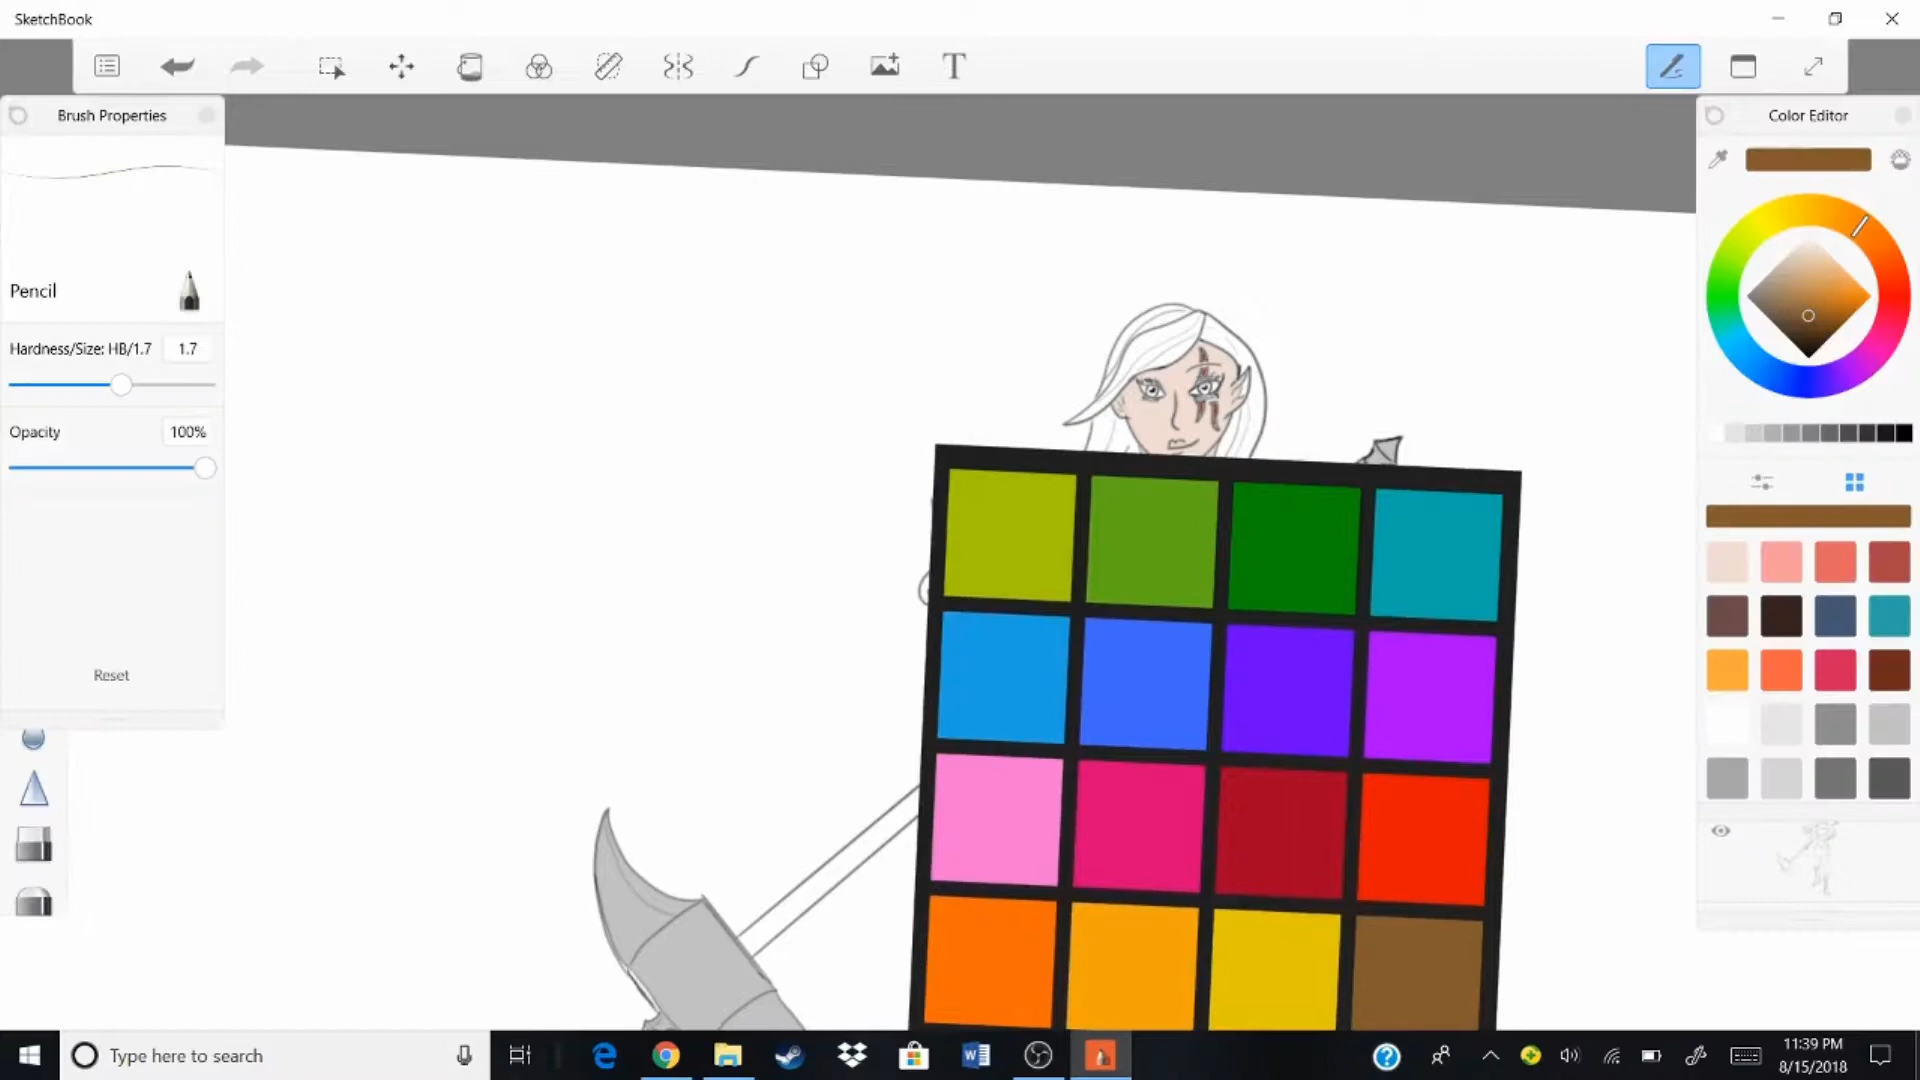 SketchBook
Brush Properties
Color Editor
Pencil
Hardness/Size: HB/1.7 1.7
Opacity 100%
Reset
Type here to search
11:39 PM
8/15/2018